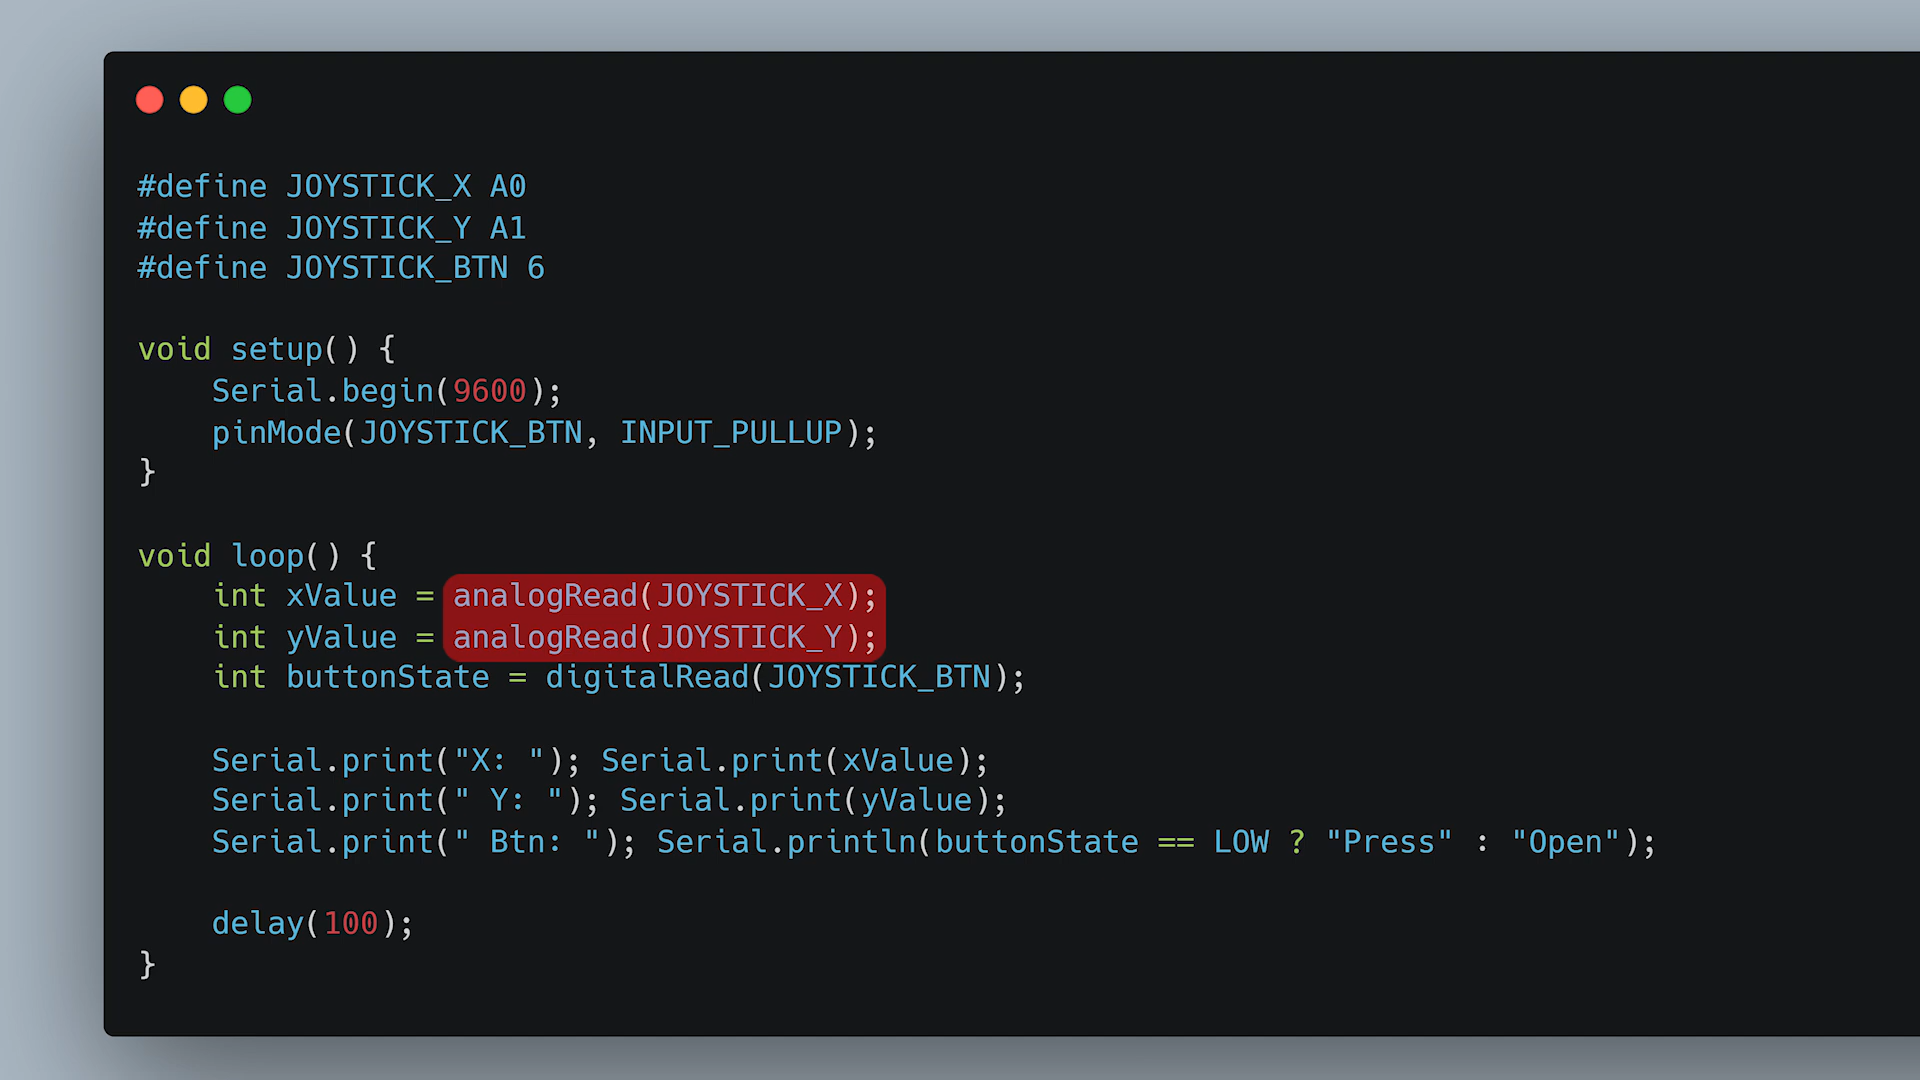 #define JOYSTICK_X A0
#define JOYSTICK_Y A1
#define JOYSTICK_BTN 6
void setup() {
Serial.begin(9600);
pinMode(JOYSTICK_BTN, INPUT_PULLUP);
}
void loop() {
int xValue = analogRead(JOYSTICK_X);
int yValue = analogRead(JOYSTICK_Y);
int buttonState = digitalRead(JOYSTICK_BTN);
Serial.print("X: "); Serial.print(xValue);
Serial.print(" Y: "); Serial.print(yValue);
Serial.print(" Btn: "); Serial.println(buttonState == LOW ? "Press" : "Open");
delay(100);
}